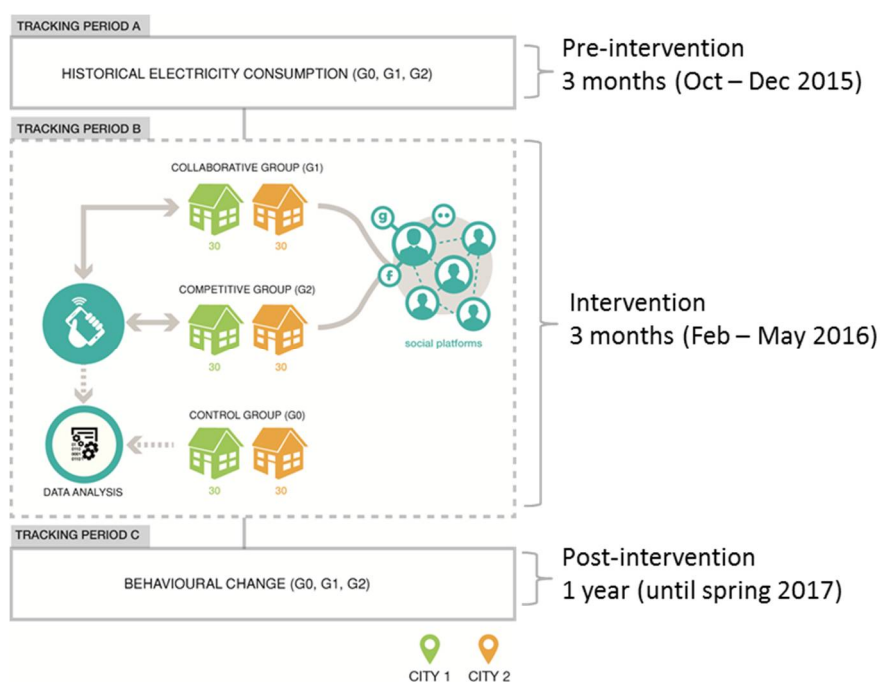 TRACKING PERIOD A
HISTORICAL ELECTRICITY CONSUMPTION (G0, G1, G2)
Pre-intervention
3 months (Oct – Dec 2015)
TRACKING PERIOD B
COLLABORATIVE GROUP (G1)
30 30
g
f
COMPETITIVE GROUP (G2)
30 30
social platforms
Intervention
3 months (Feb – May 2016)
CONTROL GROUP (G0)
30 30
DATA ANALYSIS
TRACKING PERIOD C
BEHAVIOURAL CHANGE (G0, G1, G2)
Post-intervention
1 year (until spring 2017)
CITY 1 CITY 2